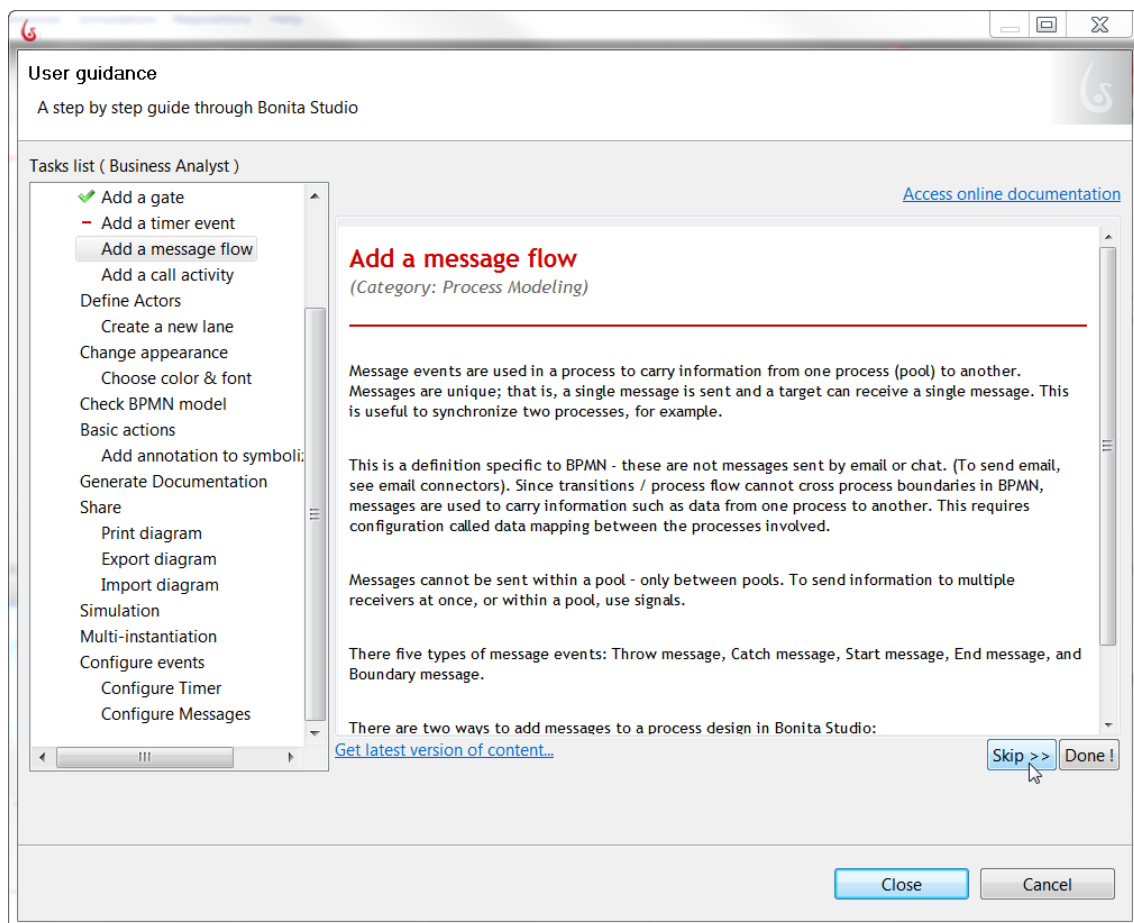 User guidance
A step by step guide through Bonita Studio
Tasks list ( Business Analyst )
Add a gate
Add a timer event
Add a message flow
Add a call activity
Define Actors
Create a new lane
Change appearance
Choose color & font
Check BPMN model
Basic actions
Add annotation to symboli
Generate Documentation
Share
Print diagram
Export diagram
Import diagram
Simulation
Multi-instantiation
Configure events
Configure Timer
Configure Messages
Access online documentation
Add a message flow
(Category: Process Modeling)
Message events are used in a process to carry information from one process (pool) to another.
Messages are unique; that is, a single message is sent and a target can receive a single message. This
is useful to synchronize two processes, for example.
This is a definition specific to BPMN - these are not messages sent by email or chat. (To send email,
see email connectors). Since transitions / process flow cannot cross process boundaries in BPMN,
messages are used to carry information such as data from one process to another. This requires
configuration called data mapping between the processes involved.
Messages cannot be sent within a pool - only between pools. To send information to multiple
receivers at once, or within a pool, use signals.
There five types of message events: Throw message, Catch message, Start message, End message, and
Boundary message.
There are two ways to add messages to a process design in Bonita Studio:
Get latest version of content...
Skip >>
Done !
Close
Cancel